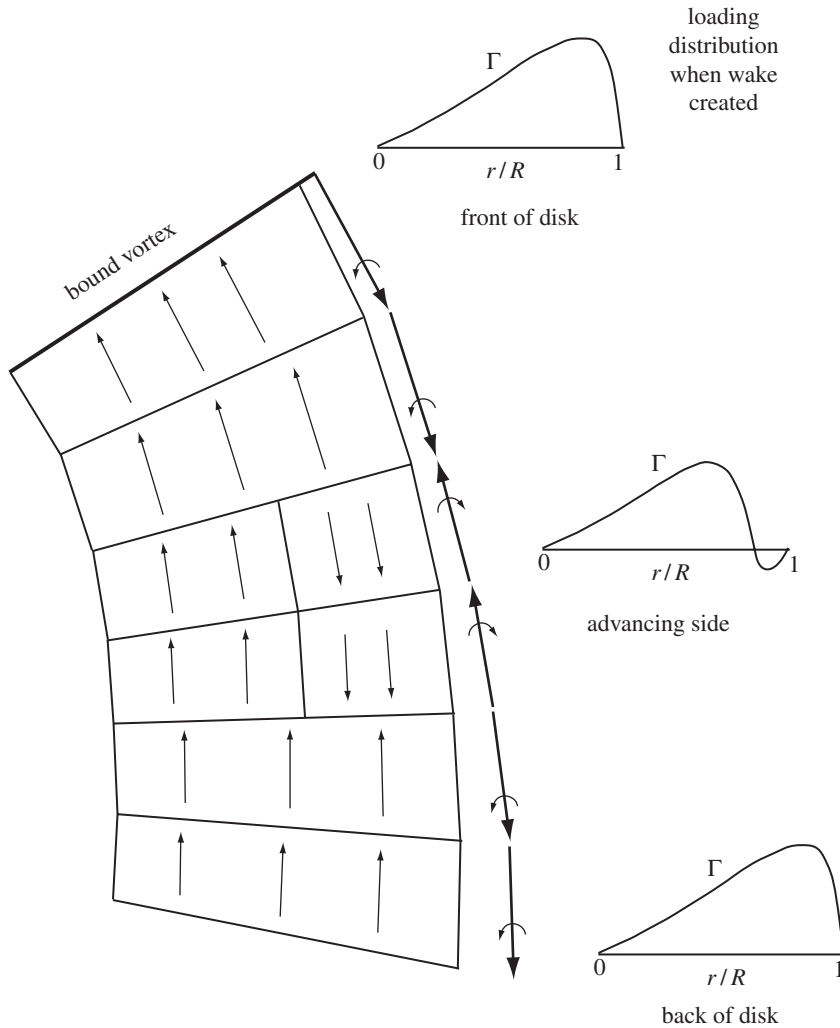 loading
distribution
when wake
created
Γ
0
1
r/R
front of disk
bound vortex
Γ
0
1
r/R
advancing side
Γ
0
1
r/R
back of disk